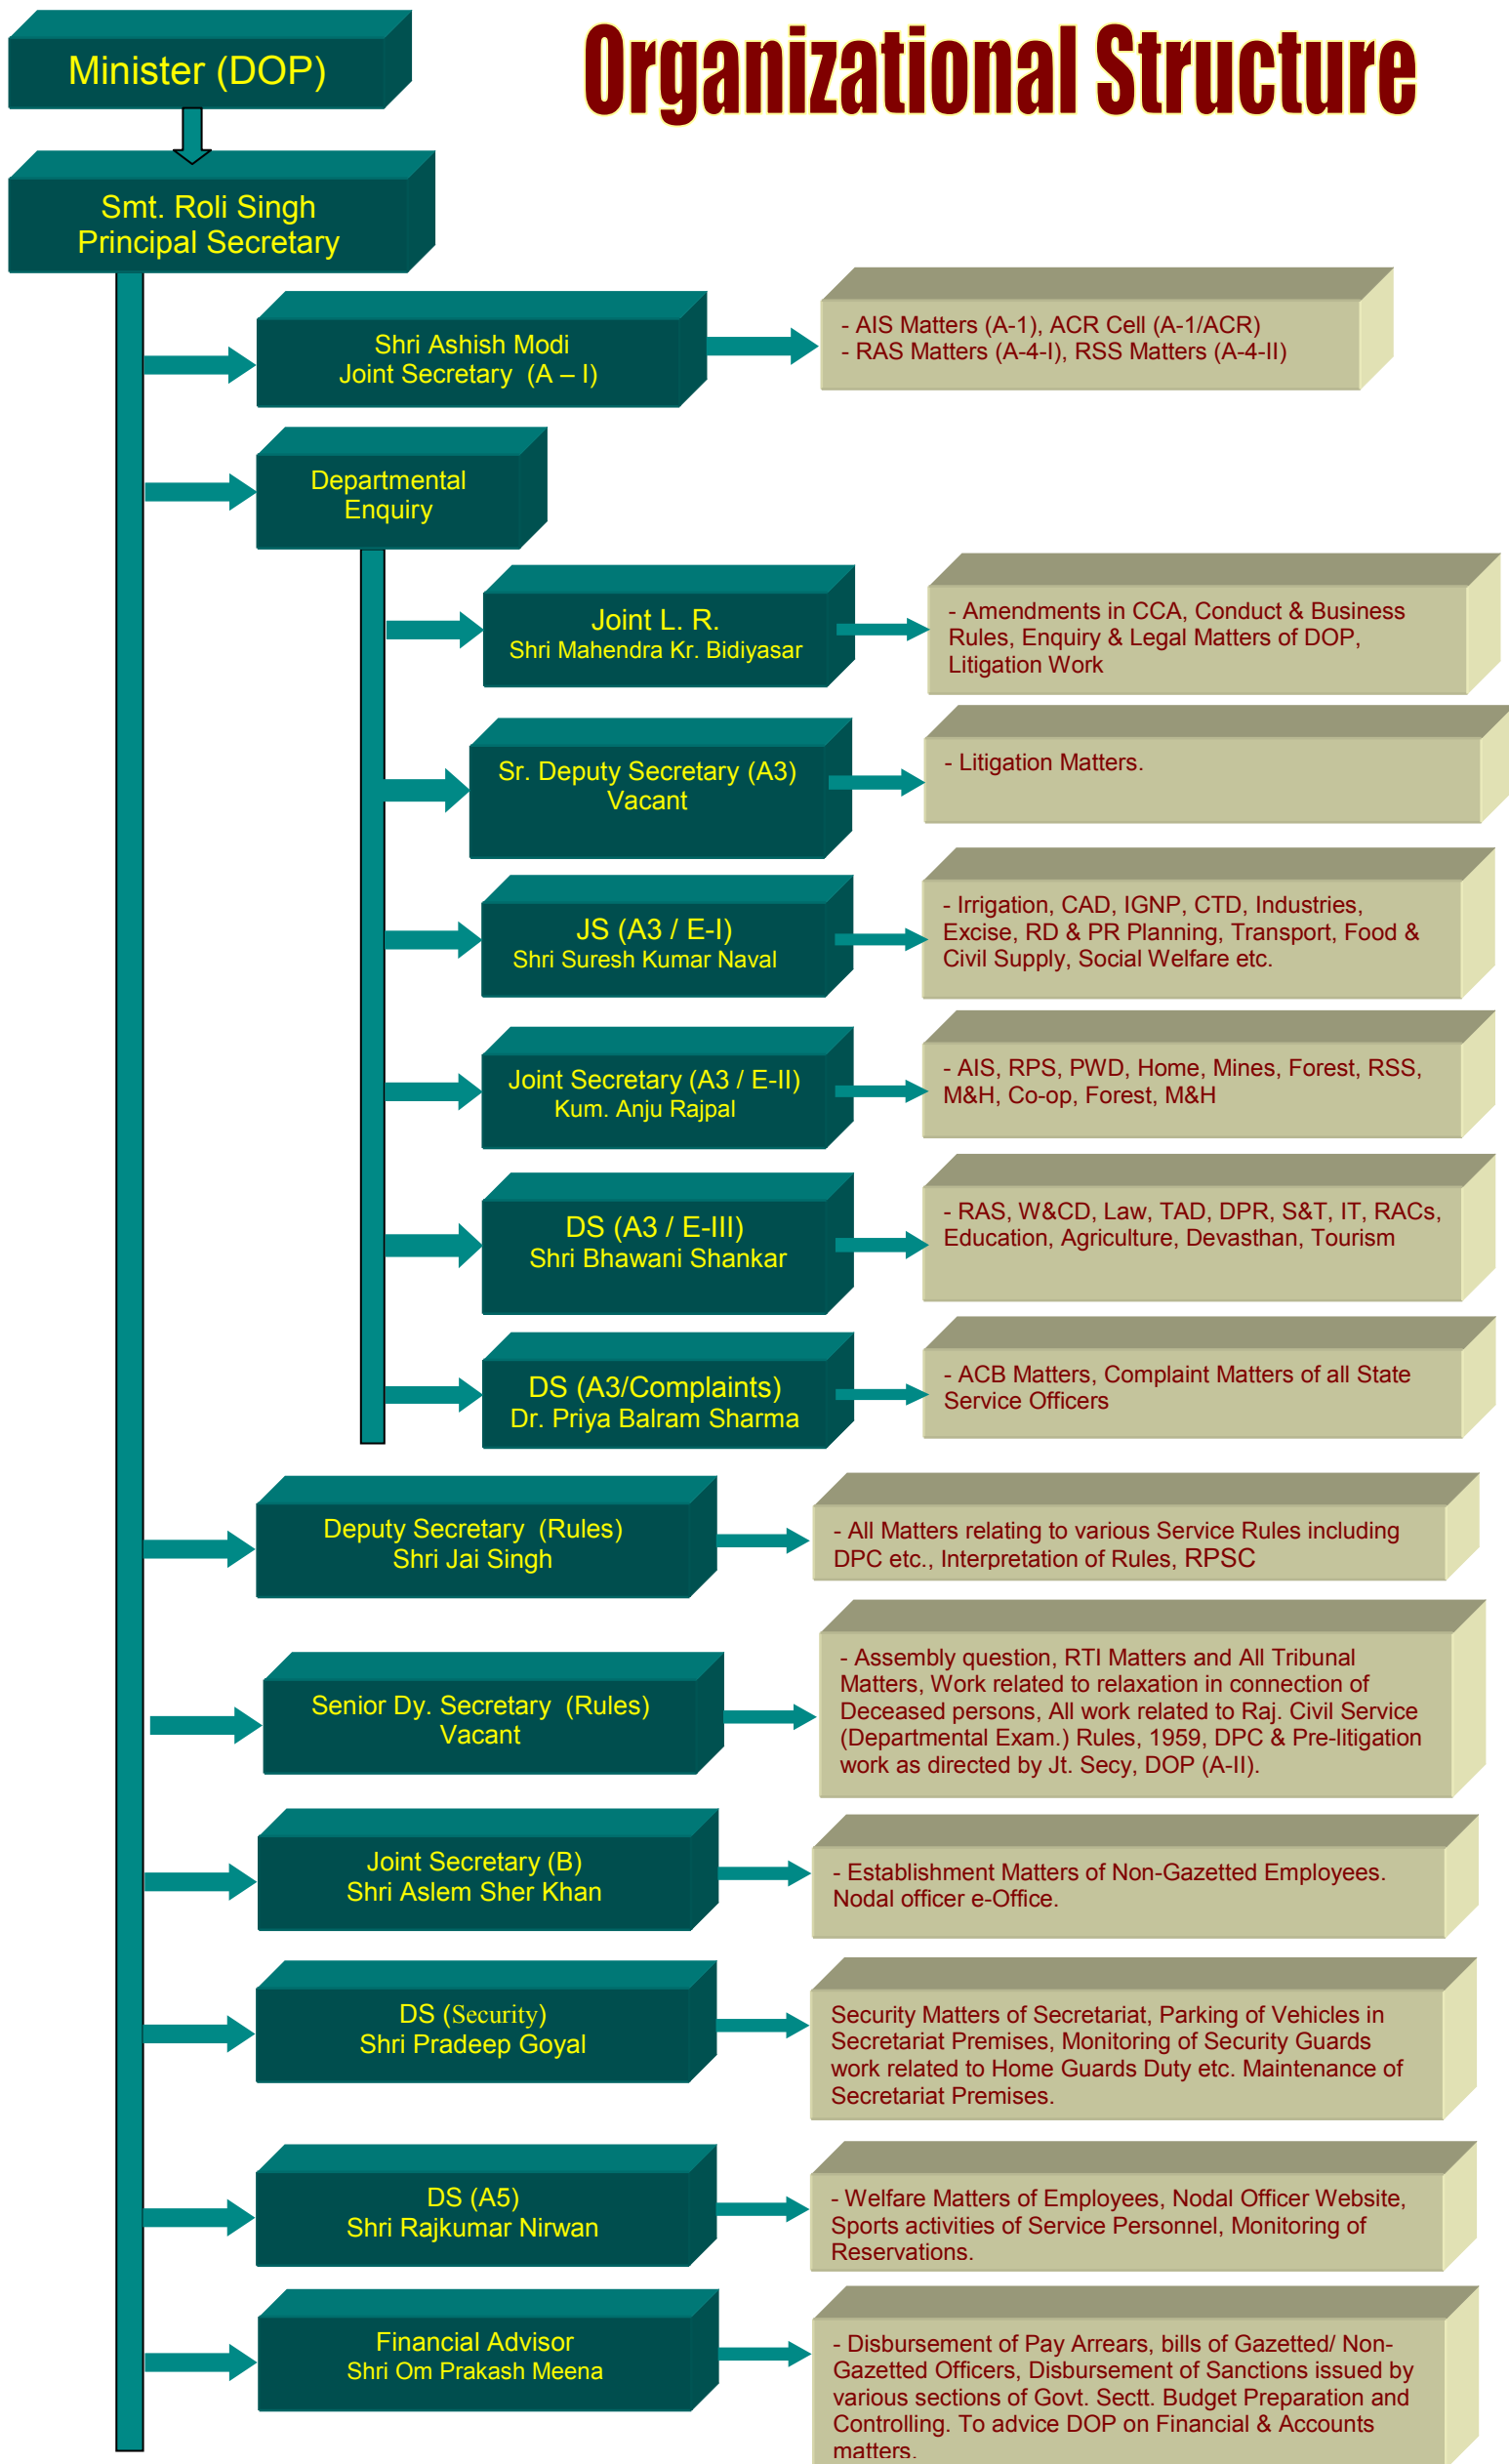 Organizational Structure
Minister (DOP)
Smt. Roli Singh
Principal Secretary
Shri Ashish Modi
Joint Secretary (A – I)
- AIS Matters (A-1), ACR Cell (A-1/ACR)
- RAS Matters (A-4-I), RSS Matters (A-4-II)
Departmental
Enquiry
Joint L. R.
Shri Mahendra Kr. Bidiyasar
- Amendments in CCA, Conduct & Business
Rules, Enquiry & Legal Matters of DOP,
Litigation Work
Sr. Deputy Secretary (A3)
Vacant
- Litigation Matters.
JS (A3 / E-I)
Shri Suresh Kumar Naval
- Irrigation, CAD, IGNP, CTD, Industries,
Excise, RD & PR Planning, Transport, Food &
Civil Supply, Social Welfare etc.
Joint Secretary (A3 / E-II)
Kum. Anju Rajpal
- AIS, RPS, PWD, Home, Mines, Forest, RSS,
M&H, Co-op, Forest, M&H
DS (A3 / E-III)
Shri Bhawani Shankar
- RAS, W&CD, Law, TAD, DPR, S&T, IT, RACs,
Education, Agriculture, Devasthan, Tourism
DS (A3/Complaints)
Dr. Priya Balram Sharma
- ACB Matters, Complaint Matters of all State
Service Officers
Deputy Secretary (Rules)
Shri Jai Singh
- All Matters relating to various Service Rules including
DPC etc., Interpretation of Rules, RPSC
Senior Dy. Secretary (Rules)
Vacant
- Assembly question, RTI Matters and All Tribunal
Matters, Work related to relaxation in connection of
Deceased persons, All work related to Raj. Civil Service
(Departmental Exam.) Rules, 1959, DPC & Pre-litigation
work as directed by Jt. Secy, DOP (A-II).
Joint Secretary (B)
Shri Aslem Sher Khan
- Establishment Matters of Non-Gazetted Employees.
Nodal officer e-Office.
DS (Security)
Shri Pradeep Goyal
Security Matters of Secretariat, Parking of Vehicles in
Secretariat Premises, Monitoring of Security Guards
work related to Home Guards Duty etc. Maintenance of
Secretariat Premises.
DS (A5)
Shri Rajkumar Nirwan
- Welfare Matters of Employees, Nodal Officer Website,
Sports activities of Service Personnel, Monitoring of
Reservations.
Financial Advisor
Shri Om Prakash Meena
- Disbursement of Pay Arrears, bills of Gazetted/ Non-
Gazetted Officers, Disbursement of Sanctions issued by
various sections of Govt. Sectt. Budget Preparation and
Controlling. To advice DOP on Financial & Accounts
matters.